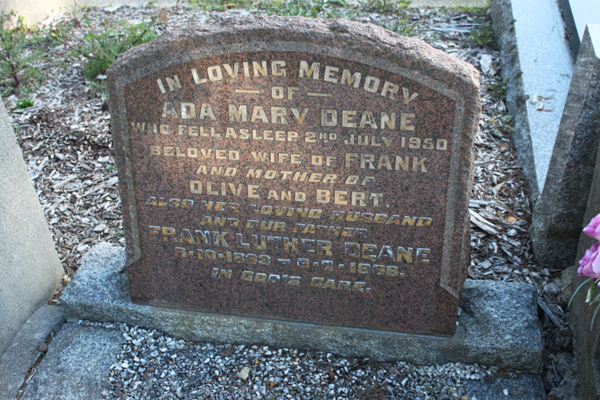 IN LOVING MEMORY
— OF —
ADA MARY DEANE
WHO FELL ASLEEP 2ND JULY 1950
BELOVED WIFE OF FRANK
AND MOTHER OF
OLIVE AND BERT.
ALSO HER LOVING HUSBAND
AND OUR FATHER
FRANK LUTHER DEANE
IN GOD'S CARE.